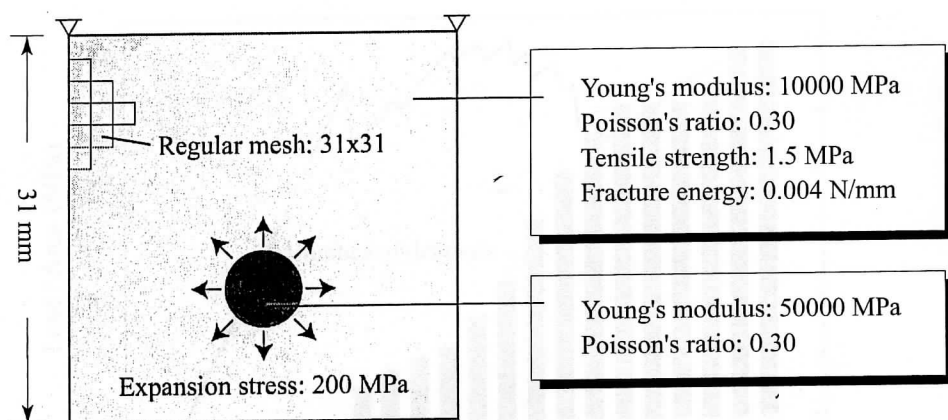 31 mm
Regular mesh: 31x31
Expansion stress: 200 MPa
Young's modulus: 10000 MPa
Poisson's ratio: 0.30
Tensile strength: 1.5 MPa
Fracture energy: 0.004 N/mm
Young's modulus: 50000 MPa
Poisson's ratio: 0.30